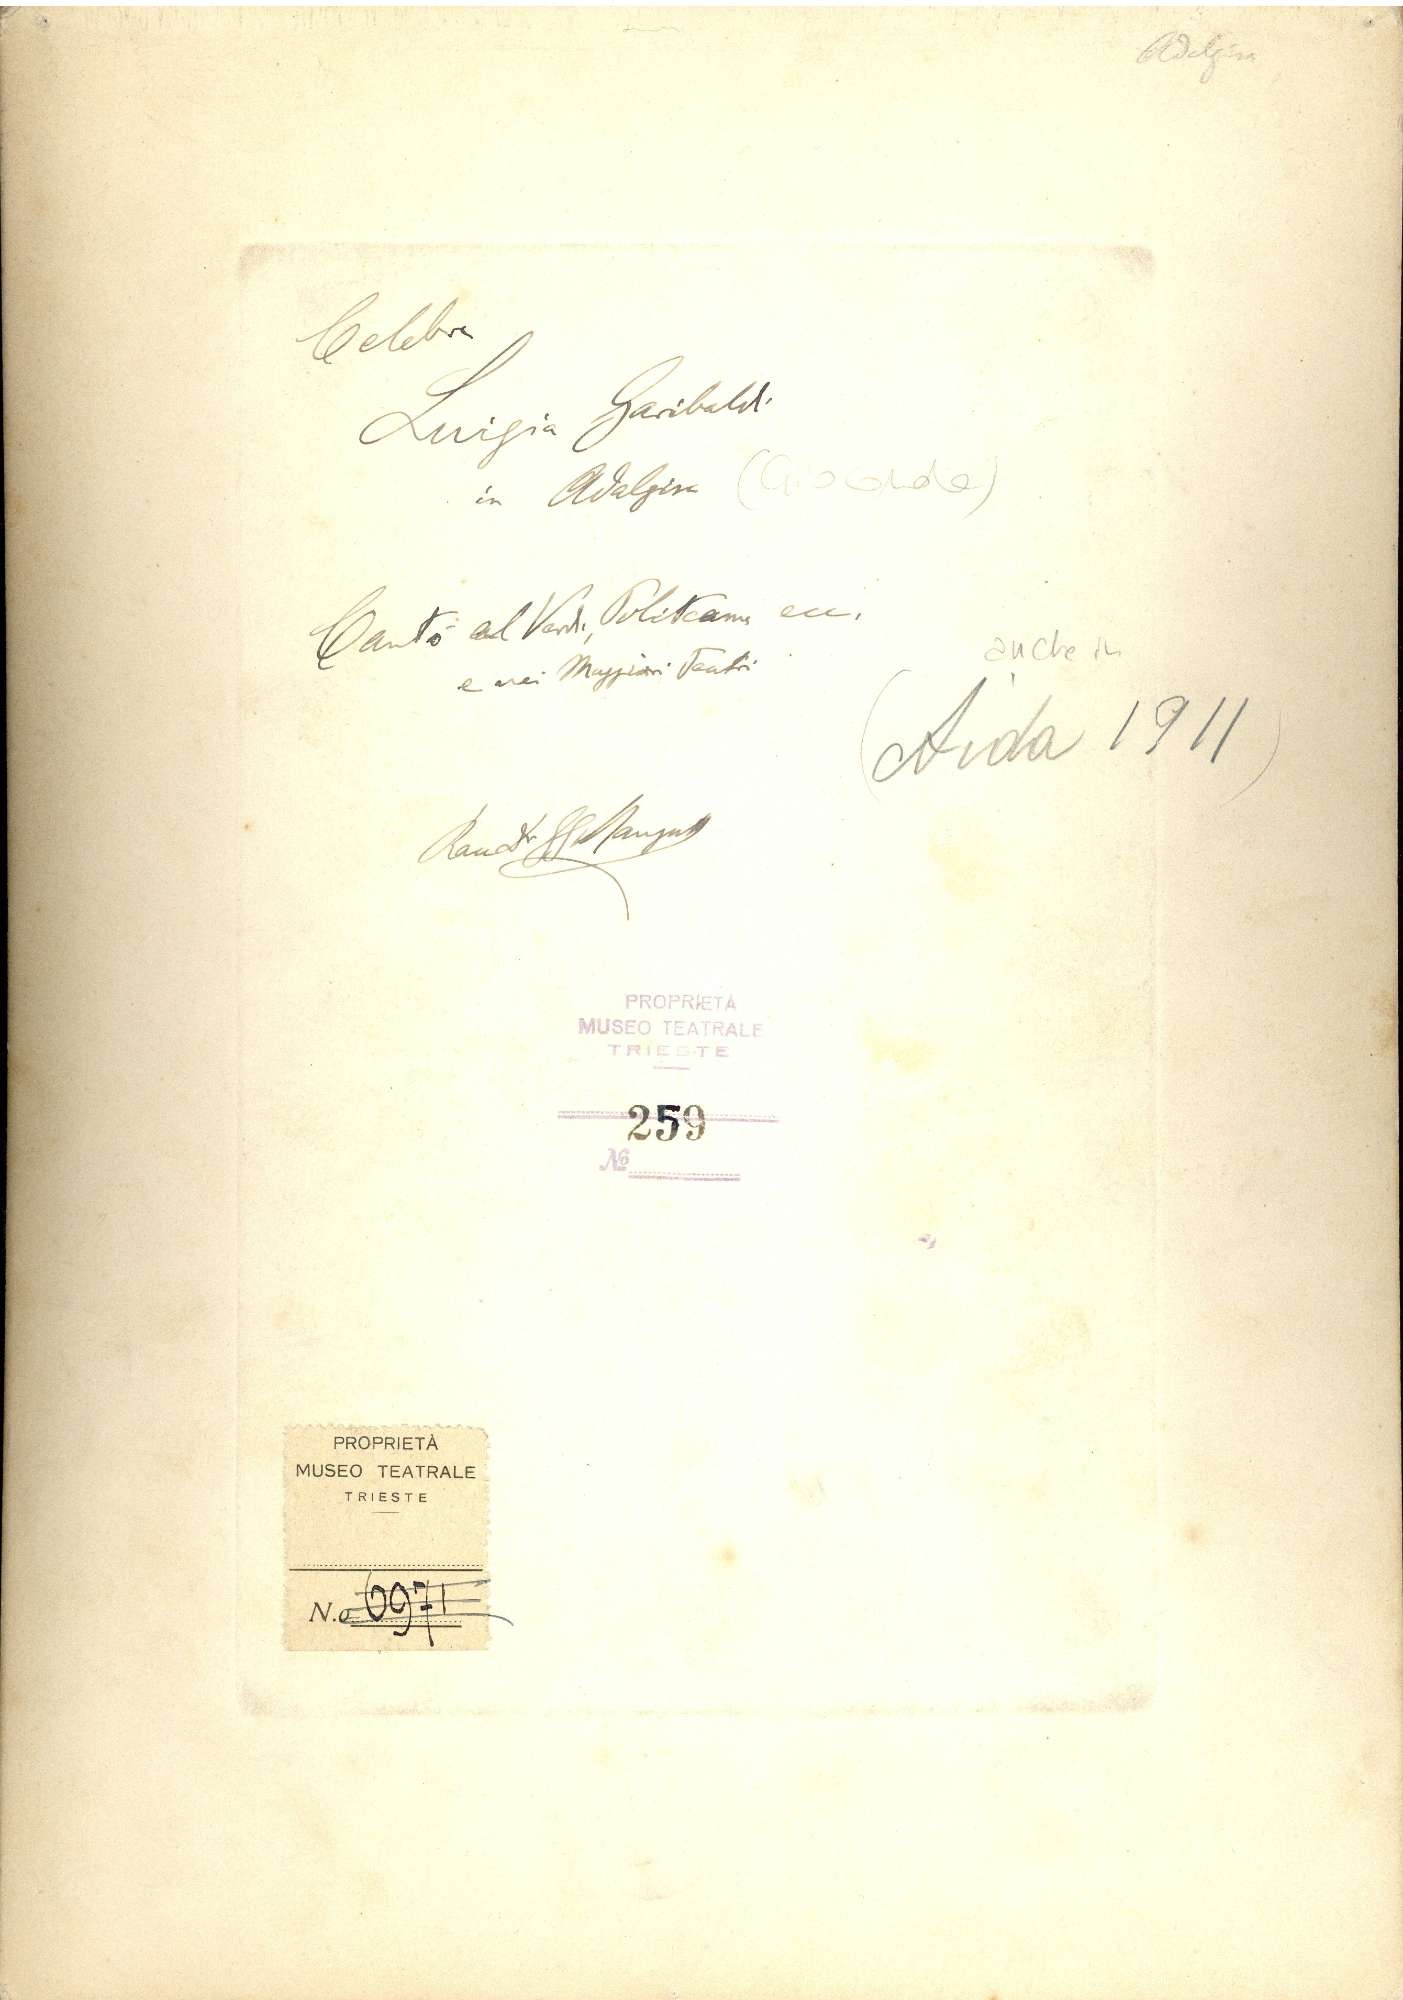 Adalgisa
Celebre
Luigia Garibaldi
in Adalgisa (Gioconda)
Cantò al Verdi, Politeama ecc.
e nei Maggiori Teatri
anche in
(Aida 1911)
PROPRIETÀ
MUSEO TEATRALE
TRIESTE
259
No
PROPRIETÀ
MUSEO TEATRALE
TRIESTE
N.o 6971